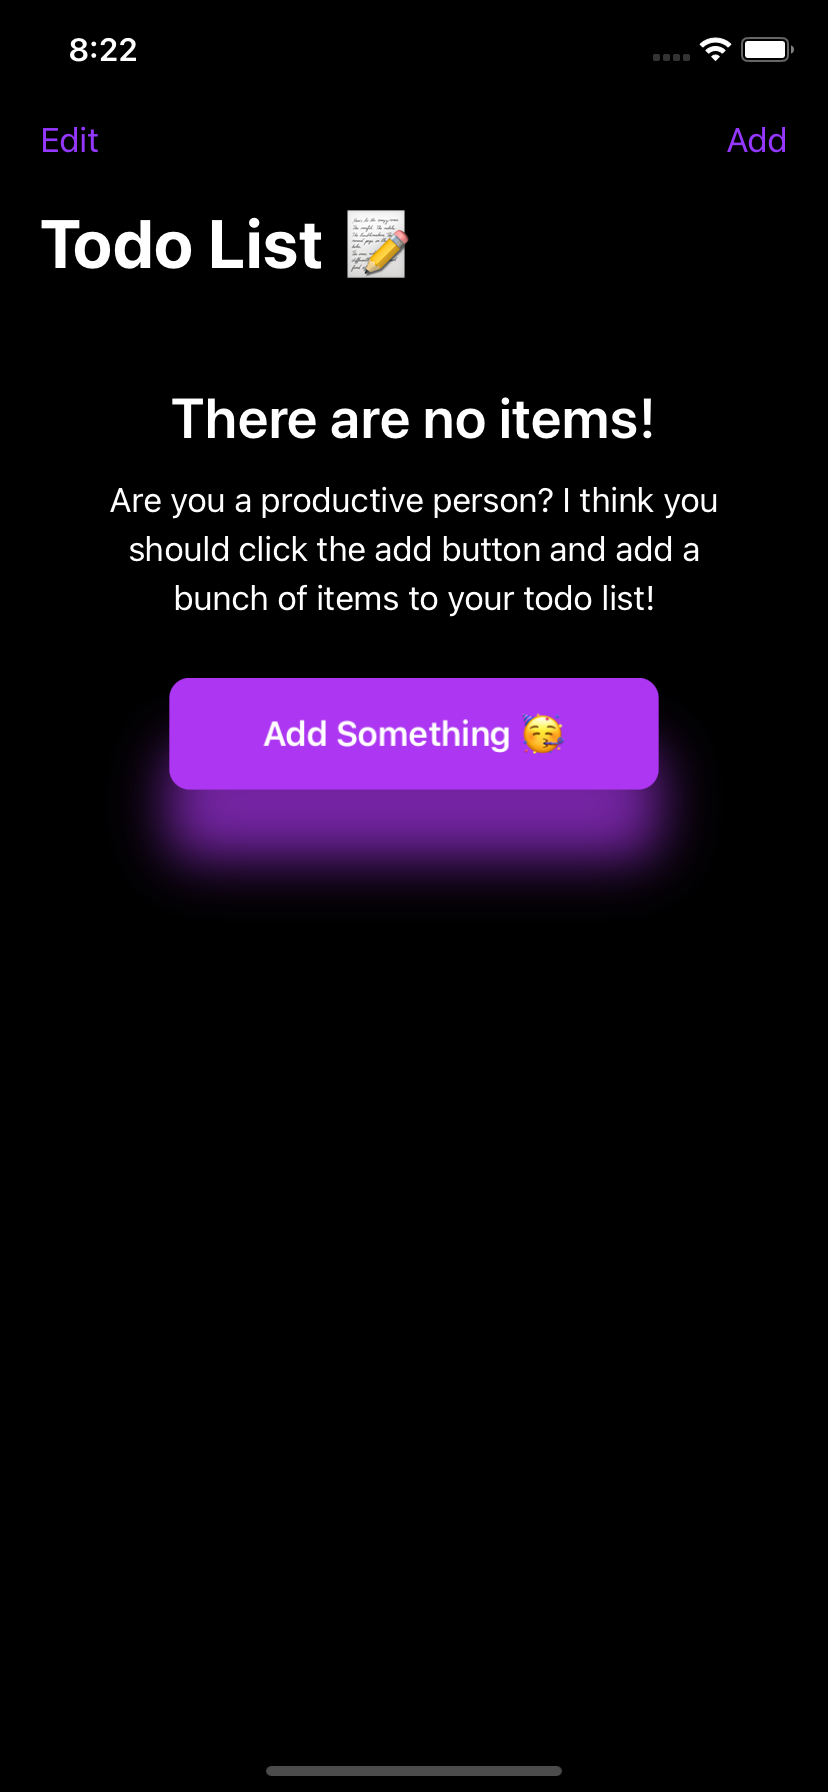 8:22
Edit Add
Todo List 📝
There are no items!
Are you a productive person? I think you
should click the add button and add a
bunch of items to your todo list!
Add Something 🥳